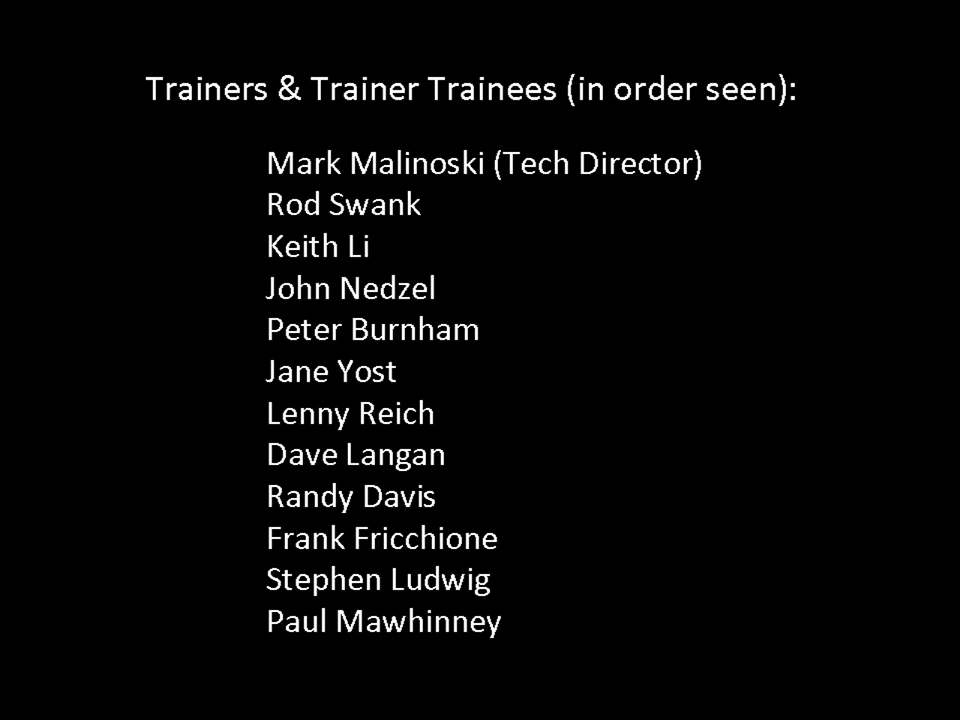 Trainers & Trainer Trainees (in order seen):
Mark Malinoski (Tech Director)
Rod Swank
Keith Li
John Nedzel
Peter Burnham
Jane Yost
Lenny Reich
Dave Langan
Randy Davis
Frank Fricchione
Stephen Ludwig
Paul Mawhinney